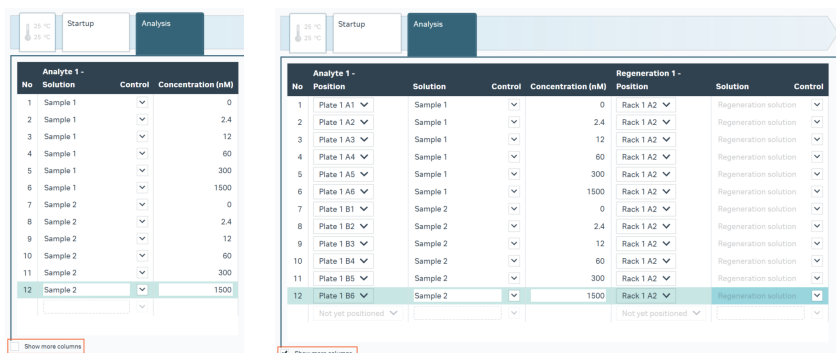 25 °C
25 °C
Startup
Analysis
Analyte 1 -
No Solution Control Concentration (nM)
1 Sample 1 0
2 Sample 1 2.4
3 Sample 1 12
4 Sample 1 60
5 Sample 1 300
6 Sample 1 1500
7 Sample 2 0
8 Sample 2 2.4
9 Sample 2 12
10 Sample 2 60
11 Sample 2 300
12 Sample 2 1500
Show more columns
25 °C
25 °C
Startup
Analysis
Analyte 1 - Regeneration 1 -
No Position Solution Control Concentration (nM) Position Solution Control
1 Plate 1 A1 Sample 1 0 Rack 1 A2 Regeneration solution
2 Plate 1 A2 Sample 1 2.4 Rack 1 A2 Regeneration solution
3 Plate 1 A3 Sample 1 12 Rack 1 A2 Regeneration solution
4 Plate 1 A4 Sample 1 60 Rack 1 A2 Regeneration solution
5 Plate 1 A5 Sample 1 300 Rack 1 A2 Regeneration solution
6 Plate 1 A6 Sample 1 1500 Rack 1 A2 Regeneration solution
7 Plate 1 B1 Sample 2 0 Rack 1 A2 Regeneration solution
8 Plate 1 B2 Sample 2 2.4 Rack 1 A2 Regeneration solution
9 Plate 1 B3 Sample 2 12 Rack 1 A2 Regeneration solution
10 Plate 1 B4 Sample 2 60 Rack 1 A2 Regeneration solution
11 Plate 1 B5 Sample 2 300 Rack 1 A2 Regeneration solution
12 Plate 1 B6 Sample 2 1500 Rack 1 A2 Regeneration solution
Not yet positioned Not yet positioned
Show more columns